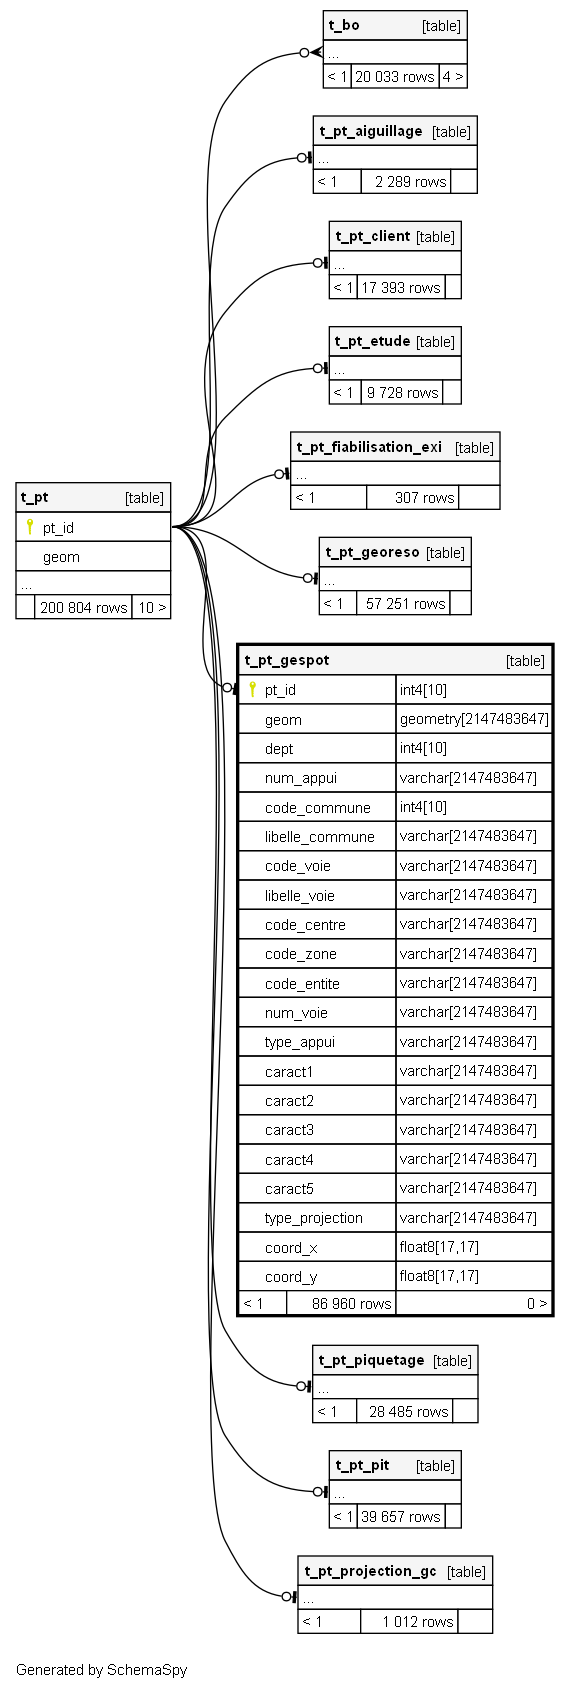 t_bo [table]
...
< 1 20 033 rows 4 >
t_pt_aiguillage [table]
...
< 1 2 289 rows
t_pt_client [table]
...
< 1 17 393 rows
t_pt_etude [table]
...
< 1 9 728 rows
t_pt_fiabilisation_exi [table]
...
< 1 307 rows
t_pt [table]
pt_id
geom
...
200 804 rows 10 >
t_pt_georeso [table]
...
< 1 57 251 rows
t_pt_gespot [table]
pt_id int4[10]
geom geometry[2147483647]
dept int4[10]
num_appui varchar[2147483647]
code_commune int4[10]
libelle_commune varchar[2147483647]
code_voie varchar[2147483647]
libelle_voie varchar[2147483647]
code_centre varchar[2147483647]
code_zone varchar[2147483647]
code_entite varchar[2147483647]
num_voie varchar[2147483647]
type_appui varchar[2147483647]
caract1 varchar[2147483647]
caract2 varchar[2147483647]
caract3 varchar[2147483647]
caract4 varchar[2147483647]
caract5 varchar[2147483647]
type_projection varchar[2147483647]
coord_x float8[17,17]
coord_y float8[17,17]
< 1 86 960 rows 0 >
t_pt_piquetage [table]
...
< 1 28 485 rows
t_pt_pit [table]
...
< 1 39 657 rows
t_pt_projection_gc [table]
...
< 1 1 012 rows
Generated by SchemaSpy